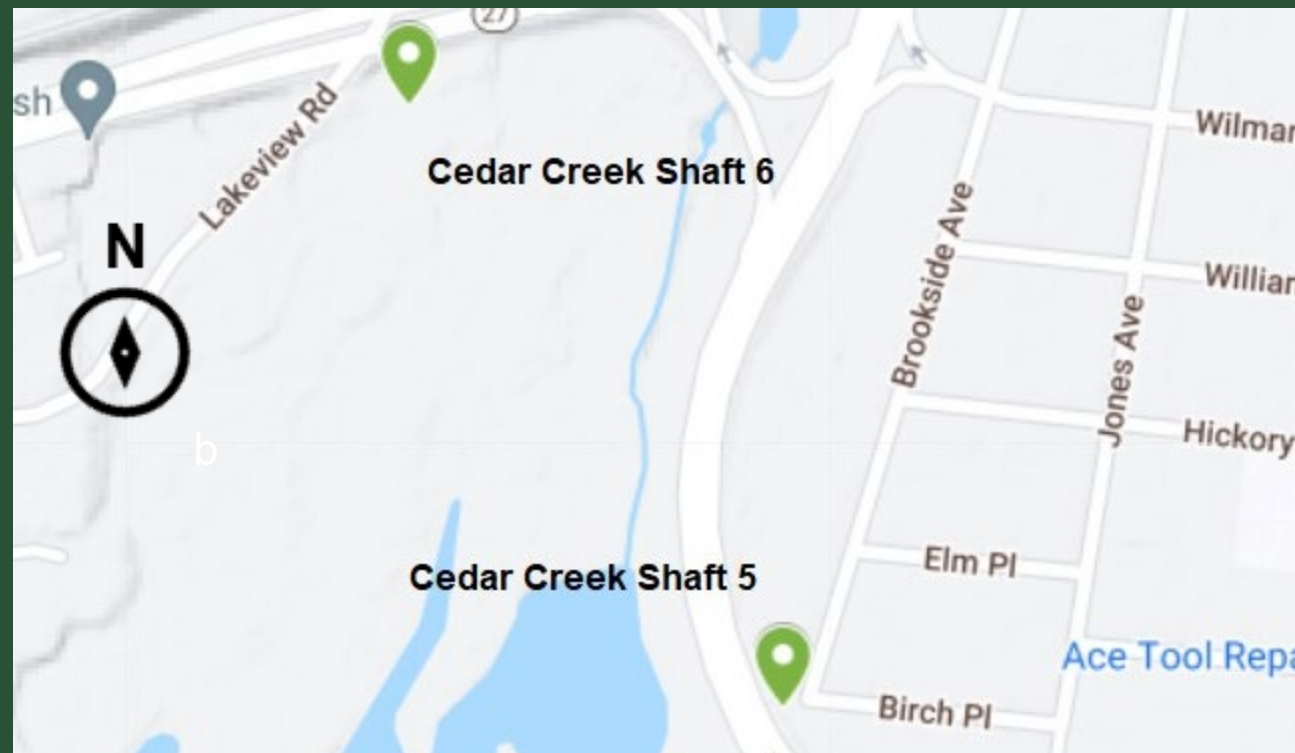 27
sh
Lakeview Rd
Cedar Creek Shaft 6
Wilmar
N
Brookside Ave
Willian
Jones Ave
b
Hickory
Cedar Creek Shaft 5
Elm Pl
Ace Tool Repa
Birch Pl